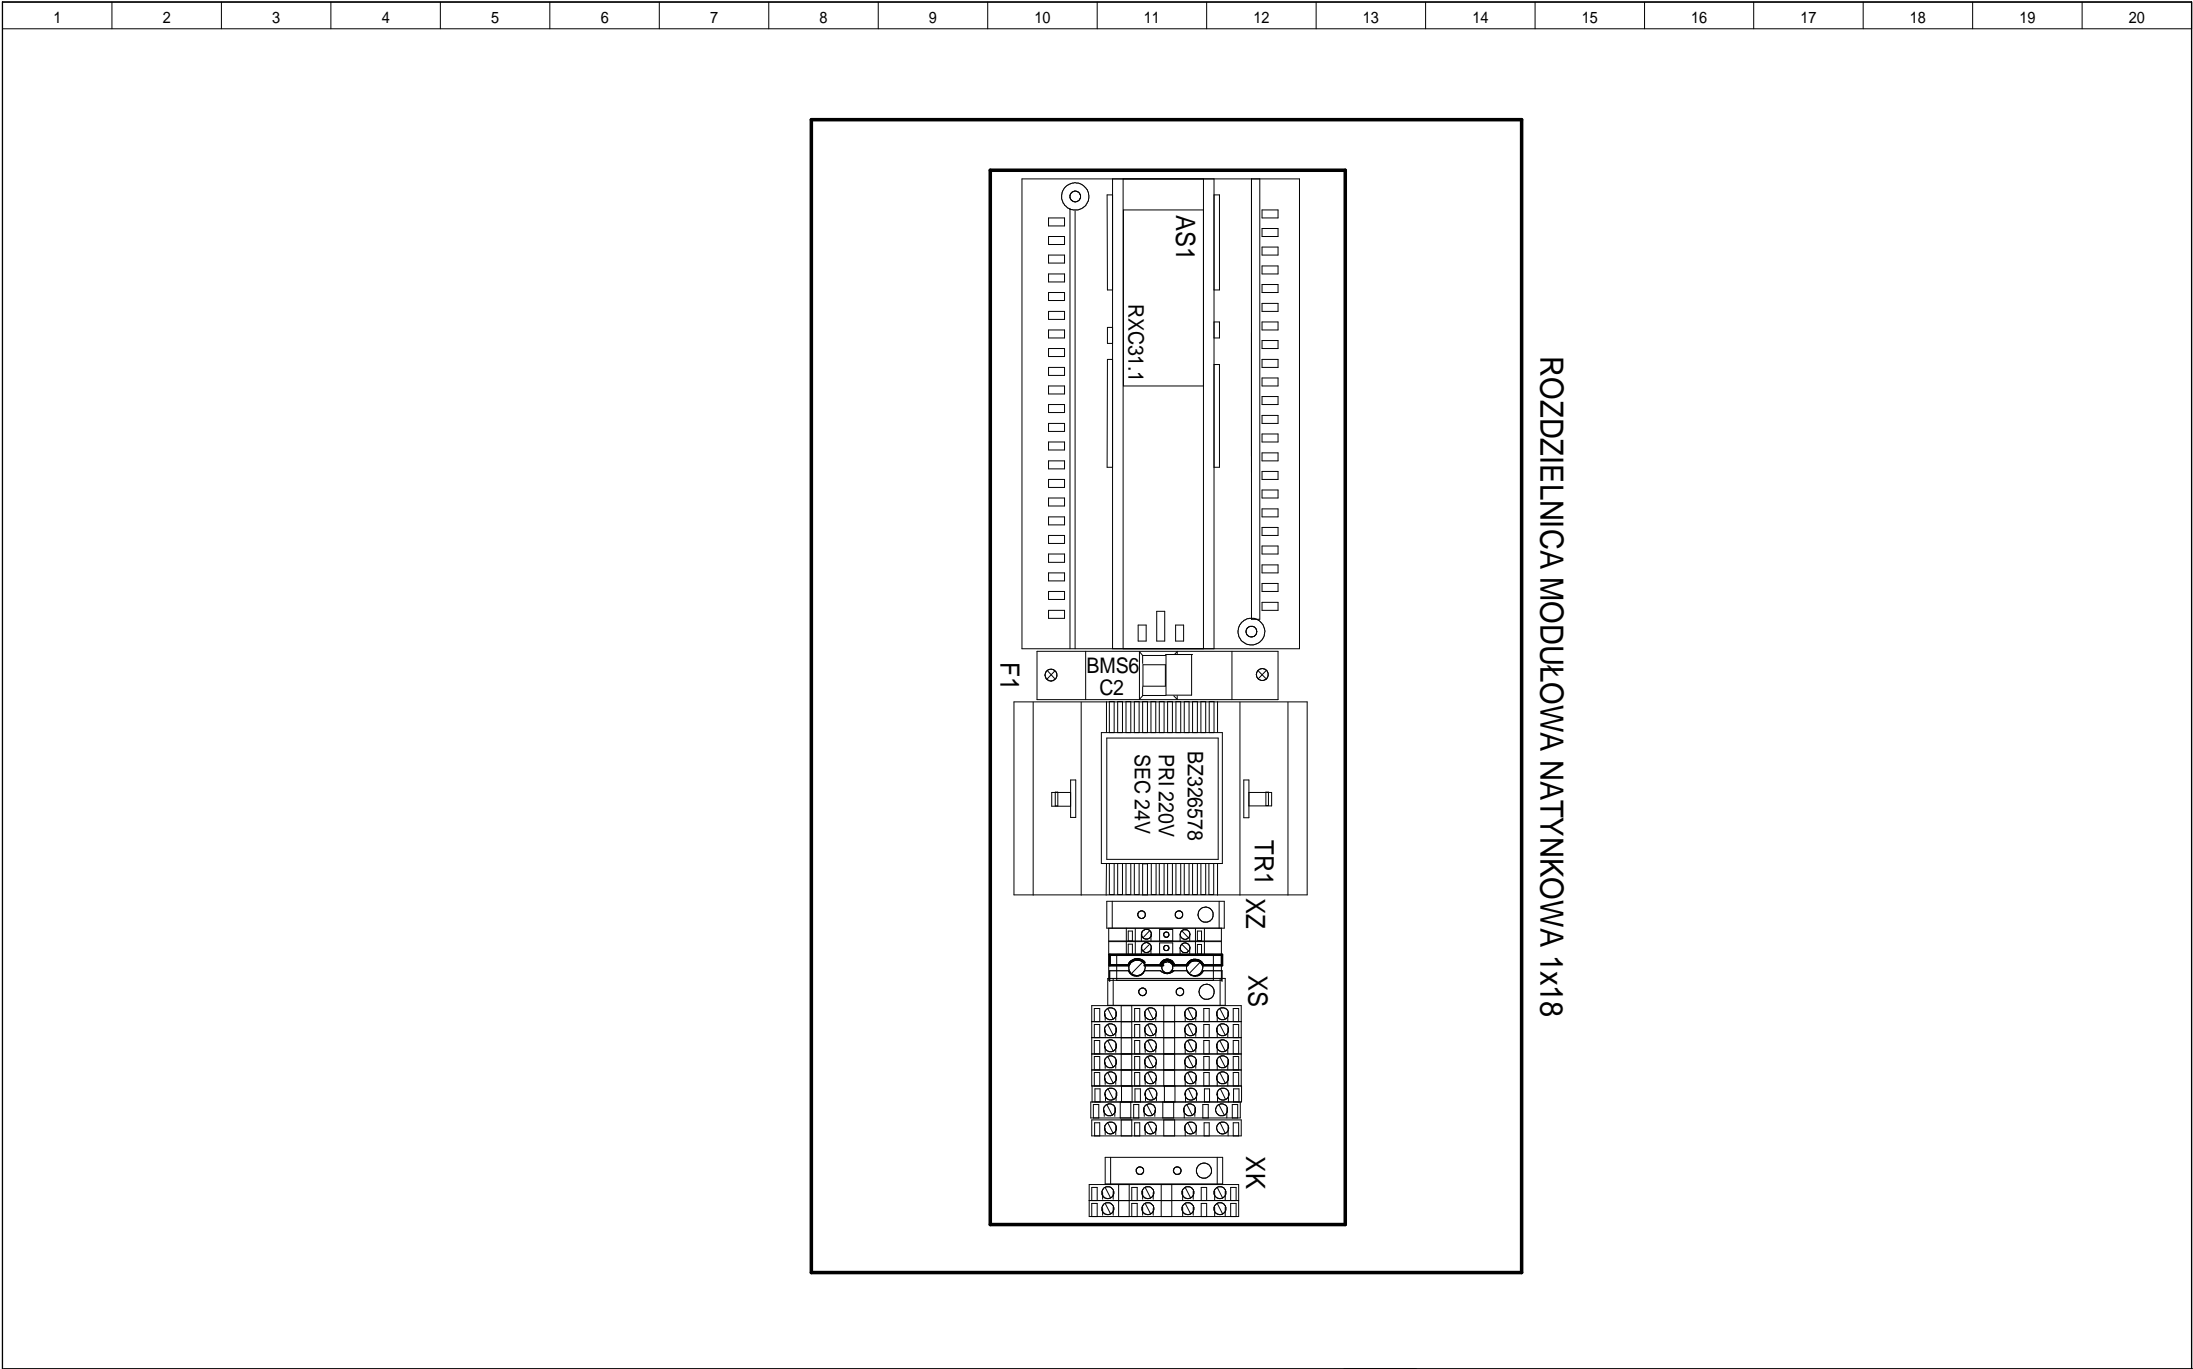 1 2 3 4 5 6 7 8 9 10 11 12 13 14 15 16 17 18 19 20
ROZDZIELNICA MODUŁOWA NATYNKOWA 1x18
AS1
RXC31.1
F1
BMS6
C2
BZ326578
PRI 220V
SEC 24V
TR1
XZ
XS
XK